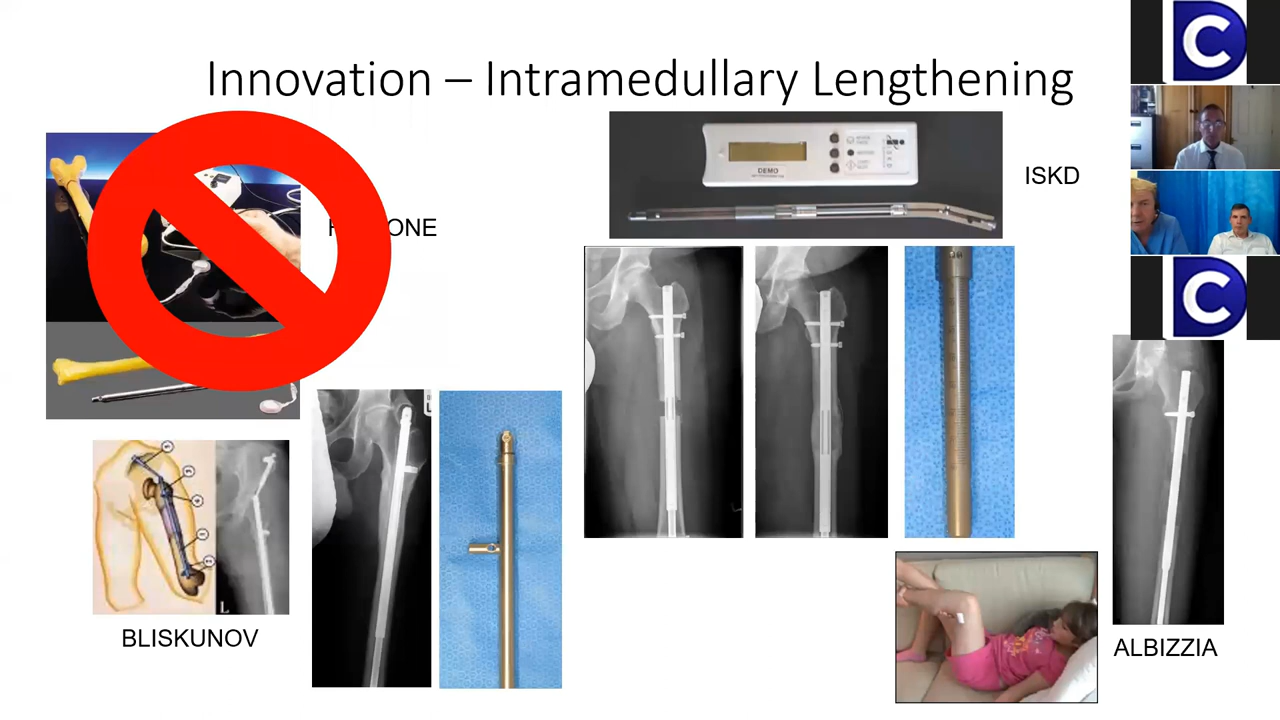 Innovation – Intramedullary Lengthening
ISKD
ONE
DEMO
BLISKUNOV
L
ALBIZZIA